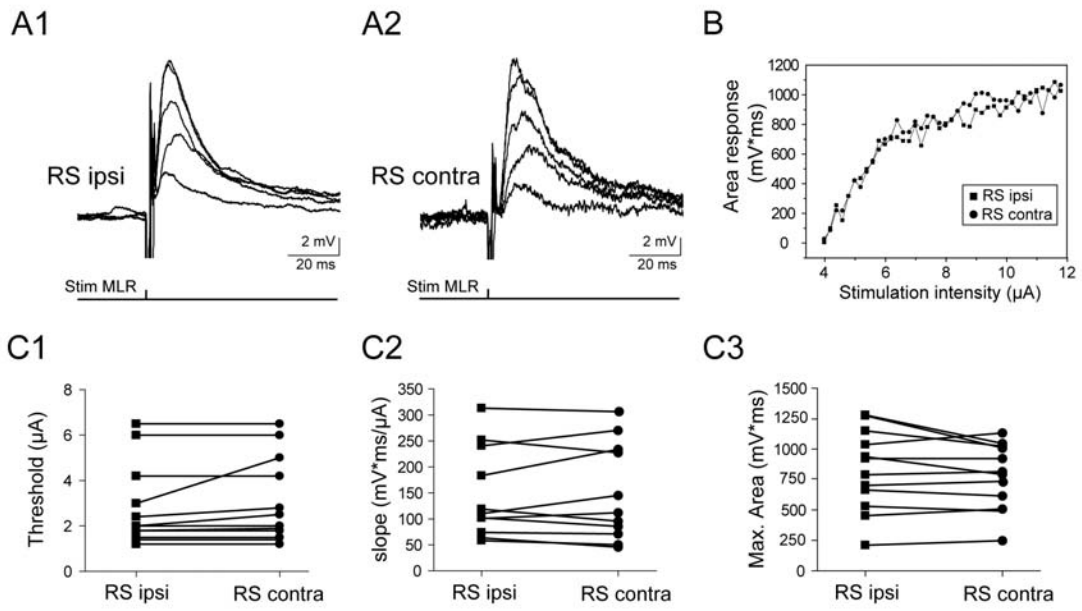 A1
RS ipsi
2 mV
20 ms
Stim MLR
A2
RS contra
2 mV
20 ms
Stim MLR
B
Area response
(mV*ms)
1200
1000
800
600
400
200
0
4
6
8
10
12
Stimulation intensity (µA)
RS ipsi
RS contra
C1
Threshold (µA)
8
6
4
2
0
RS ipsi
RS contra
C2
slope (mV*ms/µA)
350
300
250
200
150
100
50
0
RS ipsi
RS contra
C3
Max. Area (mV*ms)
1500
1250
1000
750
500
250
0
RS ipsi
RS contra